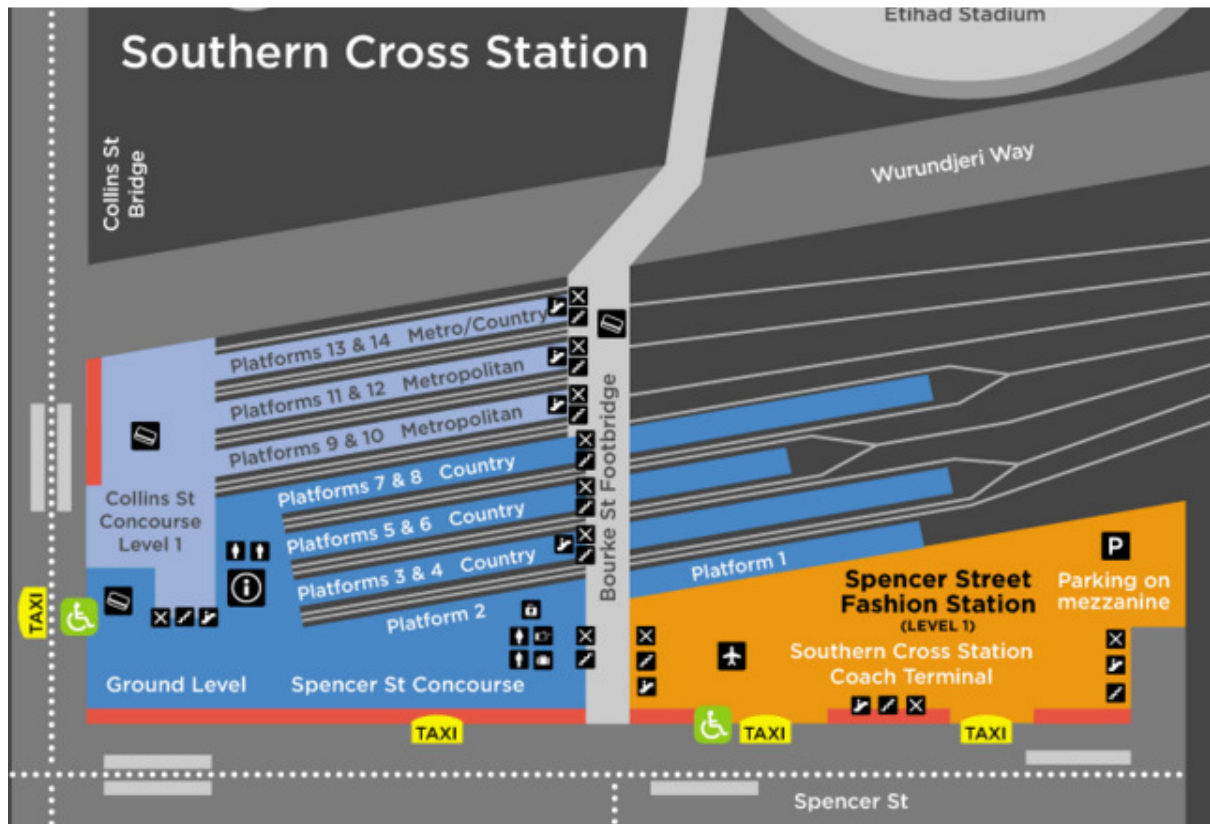 Etihad Stadium
Southern Cross Station
Collins St
Bridge
Wurundjeri Way
Platforms 13 & 14 Metro/Country
Platforms 11 & 12 Metropolitan
Platforms 9 & 10 Metropolitan
Platforms 7 & 8 Country
Platforms 5 & 6 Country
Platforms 3 & 4 Country
Platform 2
Bourke St Footbridge
Platform 1
Collins St
Concourse
Level 1
Spencer Street
Fashion Station
(LEVEL 1)
P
Parking on
mezzanine
Southern Cross Station
Coach Terminal
TAXI
Ground Level
Spencer St Concourse
TAXI
TAXI
TAXI
Spencer St